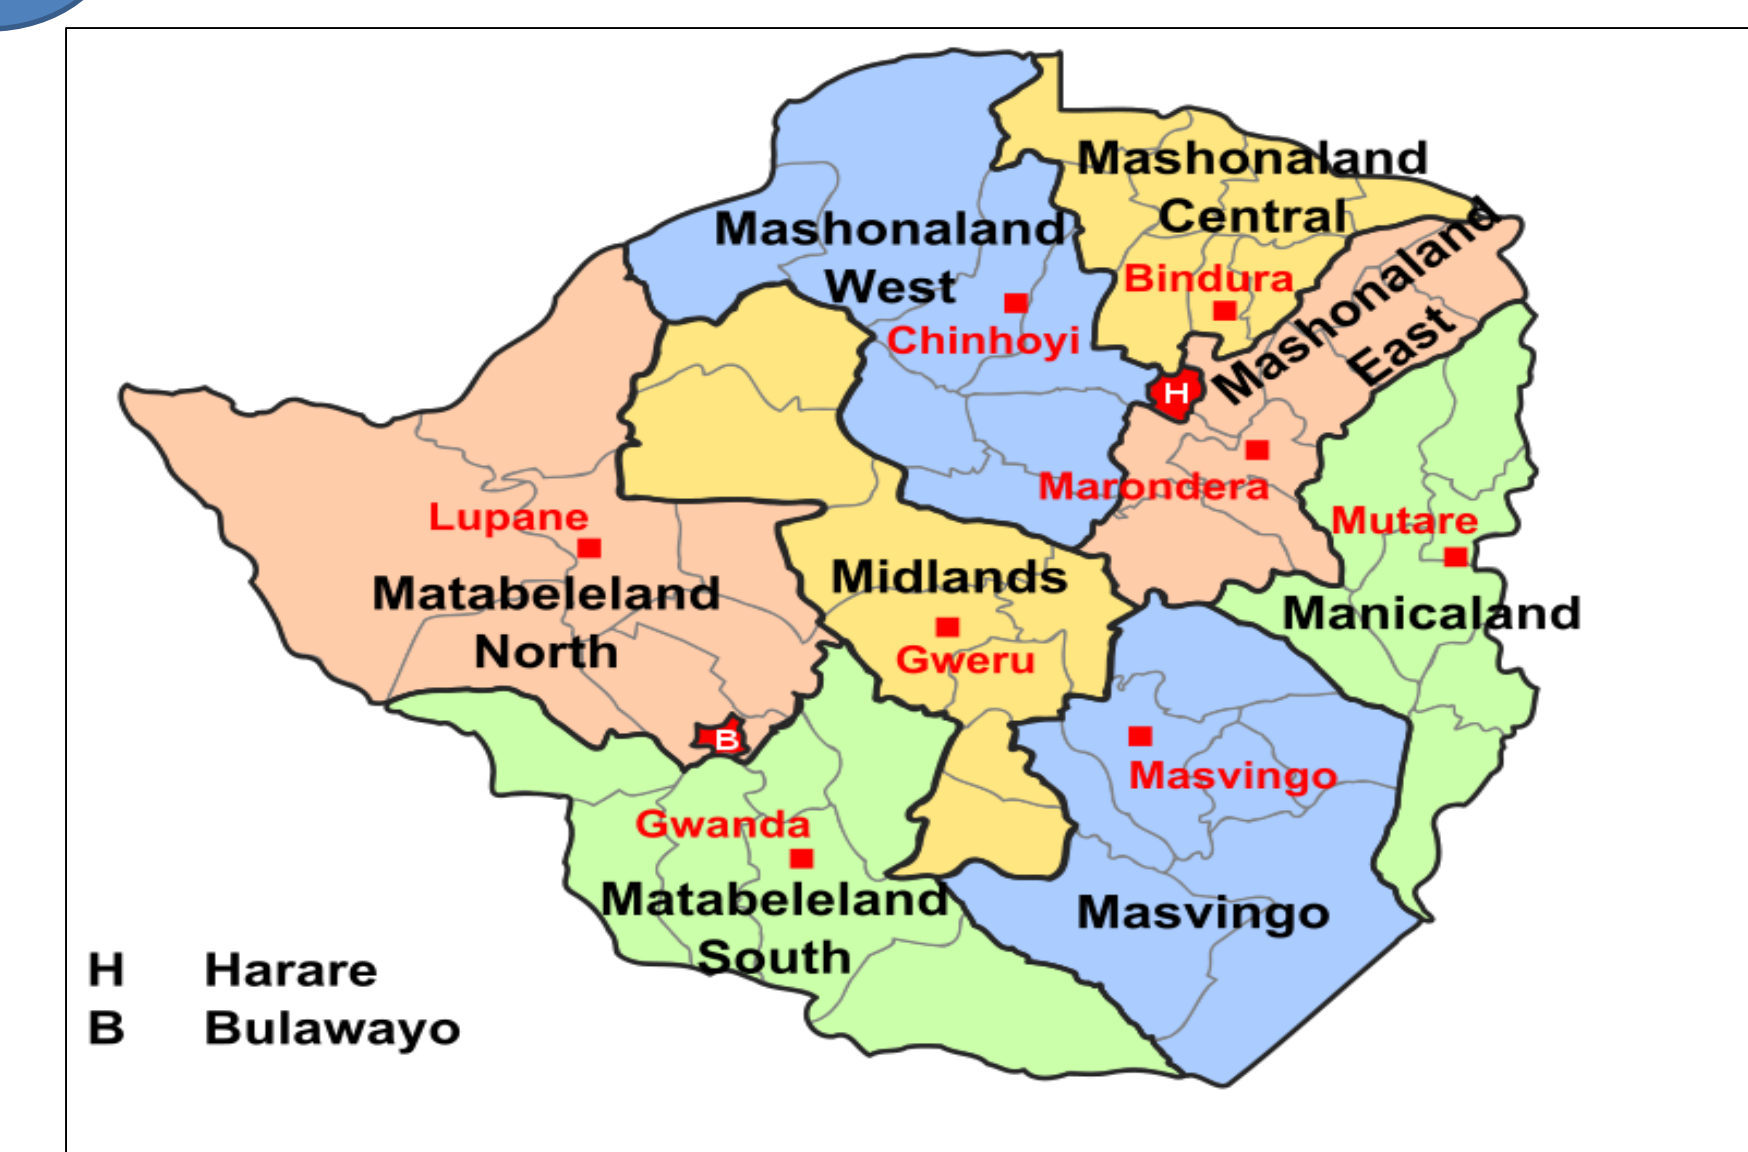 Mashonaland
Central
Mashonaland
West
Bindura
Mashonaland
East
Chinhoyi
H
Marondera
Lupane
Mutare
Matabeleland
North
Midlands
Gweru
Manicaland
B
Masvingo
Gwanda
Matabeleland
South
Masvingo
H Harare
B Bulawayo